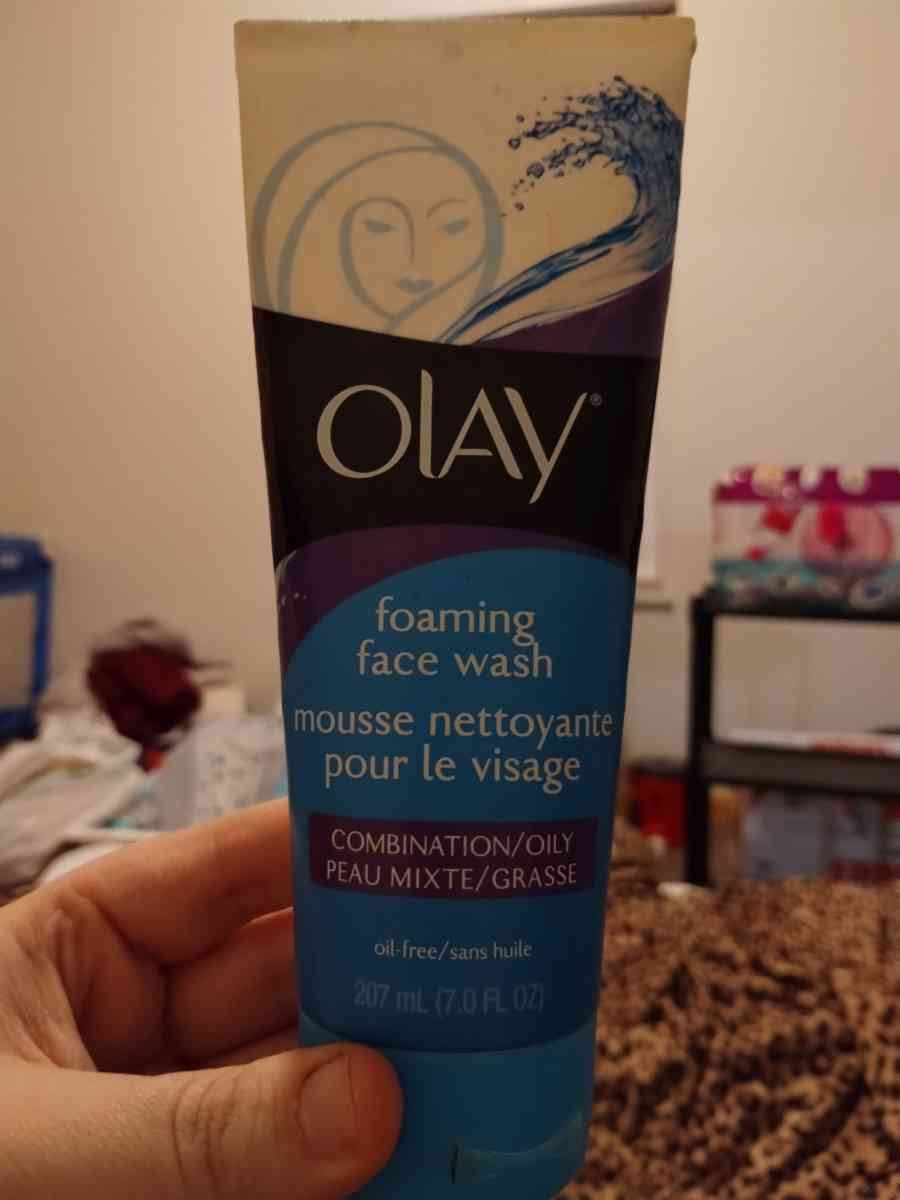 OLAY®
foaming
face wash
mousse nettoyante
pour le visage
COMBINATION/OILY
PEAU MIXTE/GRASSE
oil-free/sans huile
207 mL (7.0 FL OZ)